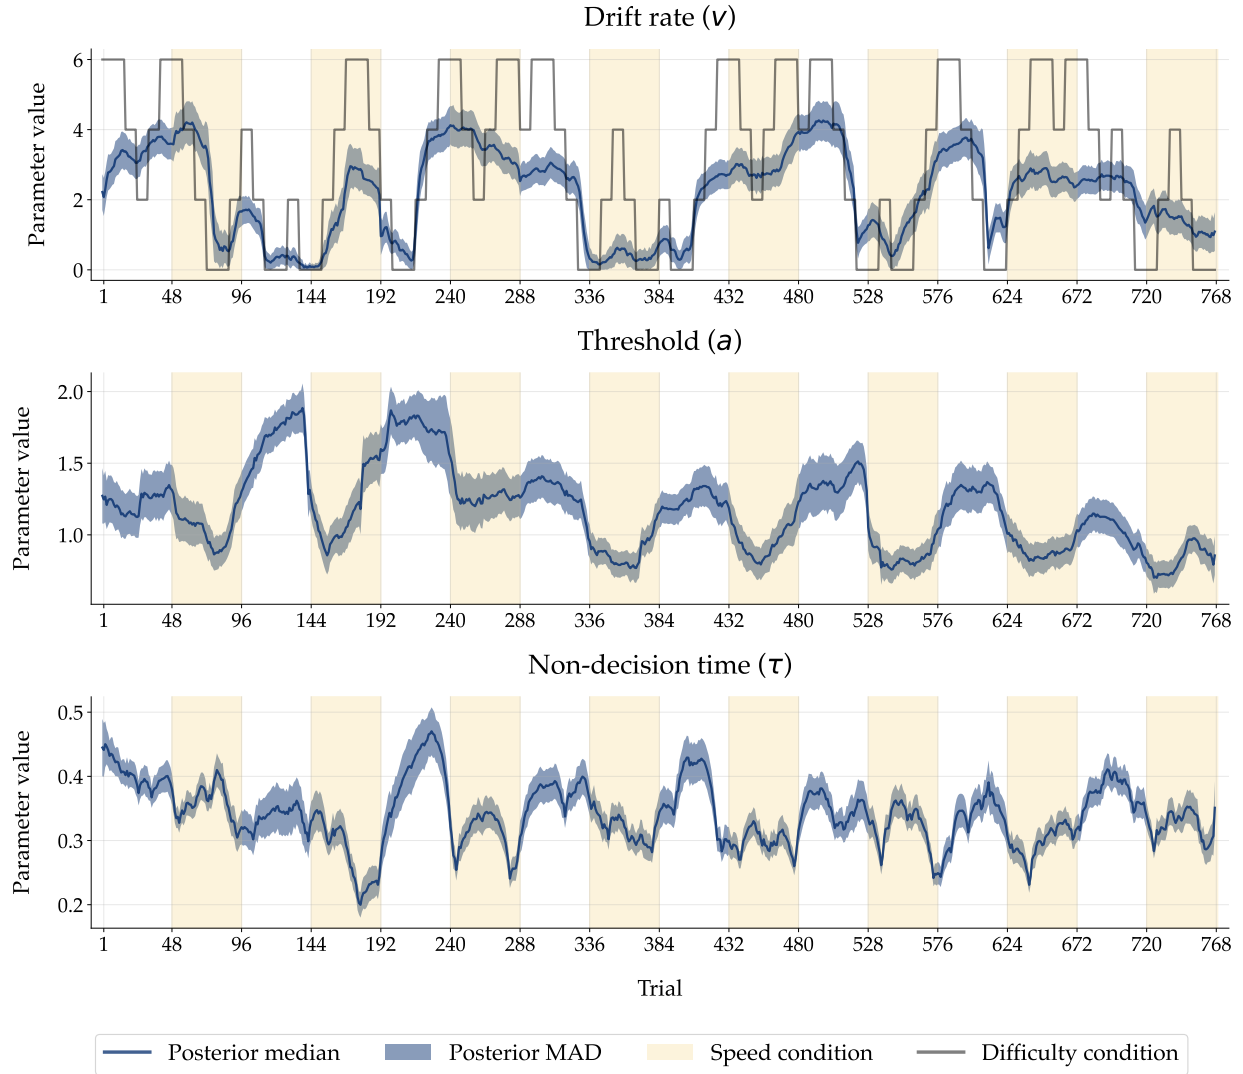 Drift rate (v)
Parameter value
6
4
2
0
1 48 96 144 192 240 288 336 384 432 480 528 576 624 672 720 768
Threshold (a)
Parameter value
2.0
1.5
1.0
1 48 96 144 192 240 288 336 384 432 480 528 576 624 672 720 768
Non-decision time (τ)
Parameter value
0.5
0.4
0.3
0.2
1 48 96 144 192 240 288 336 384 432 480 528 576 624 672 720 768
Trial
Posterior median Posterior MAD Speed condition Difficulty condition